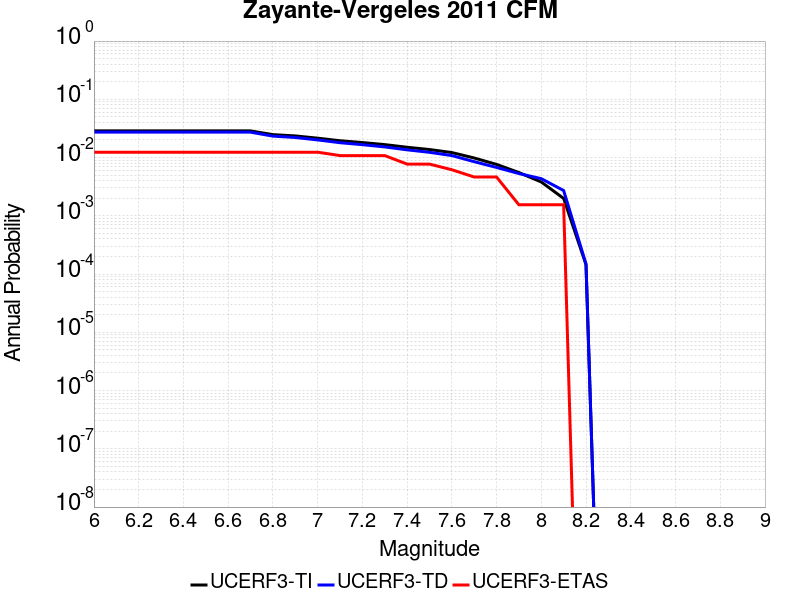 Zayante-Vergeles 2011 CFM
10^0
10^-1
10^-2
10^-3
10^-4
10^-5
10^-6
10^-7
10^-8
Annual Probability
6 6.2 6.4 6.6 6.8 7 7.2 7.4 7.6 7.8 8 8.2 8.4 8.6 8.8 9
Magnitude
UCERF3-TI UCERF3-TD UCERF3-ETAS